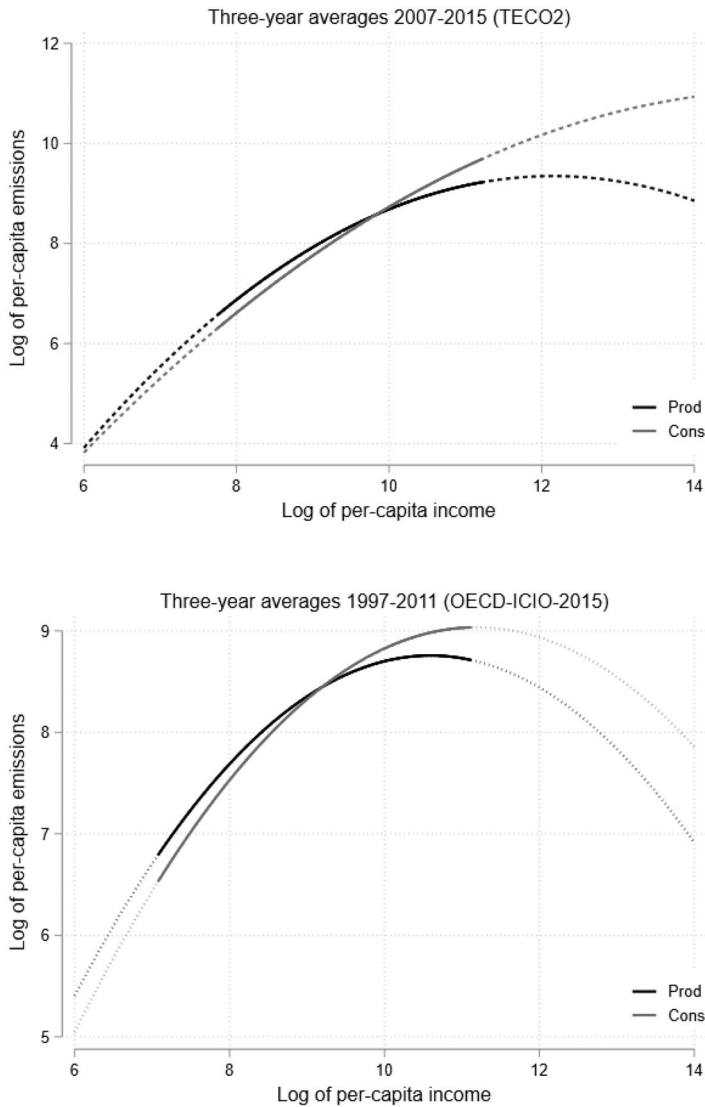 Three-year averages 2007-2015 (TECO2)
12
10
8
6
4
Log of per-capita emissions
Prod
Cons
6 8 10 12 14
Log of per-capita income
Three-year averages 1997-2011 (OECD-ICIO-2015)
9
8
7
6
5
Log of per-capita emissions
Prod
Cons
6 8 10 12 14
Log of per-capita income